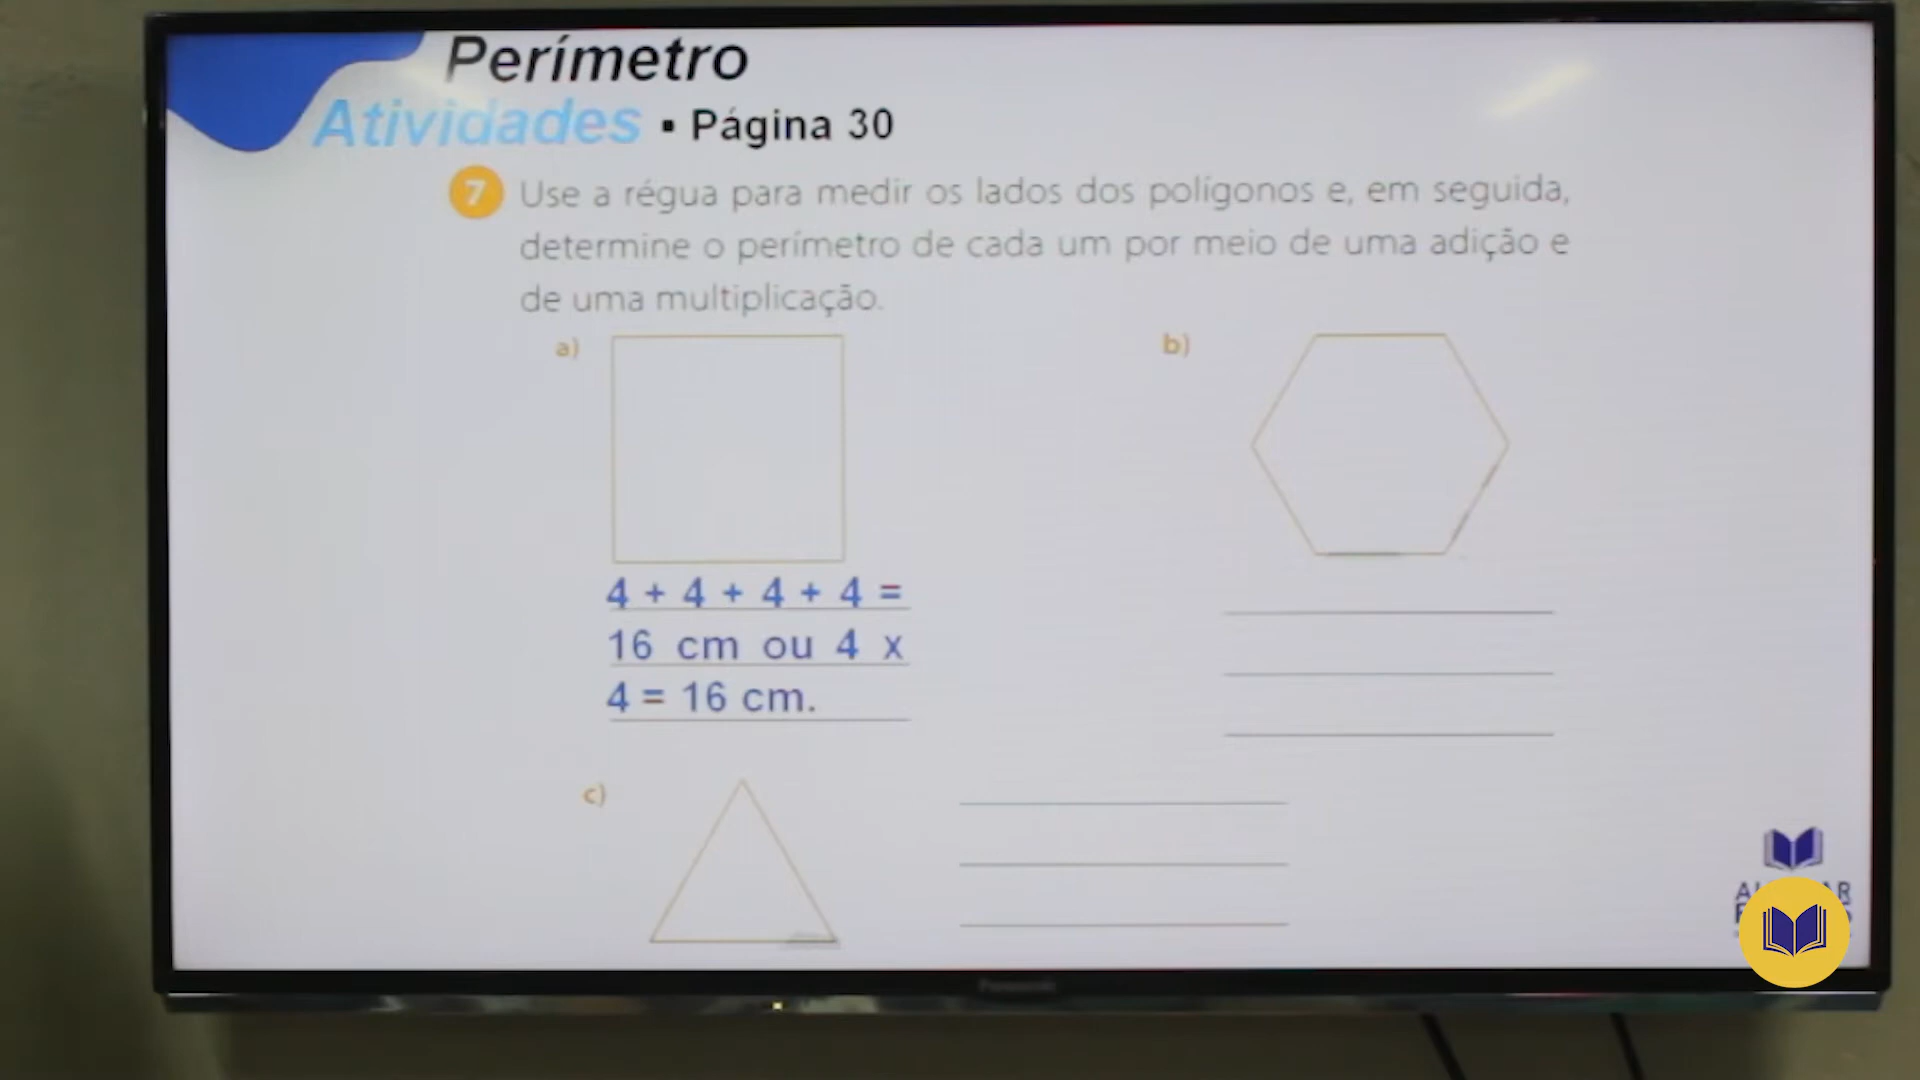 Perímetro
Atividades ▪ Página 30
7 Use a régua para medir os lados dos polígonos e, em seguida,
determine o perímetro de cada um por meio de uma adição e
de uma multiplicação.
a)
b)
4 + 4 + 4 + 4 =
16 cm ou 4 x
4 = 16 cm.
c)
Panasonic